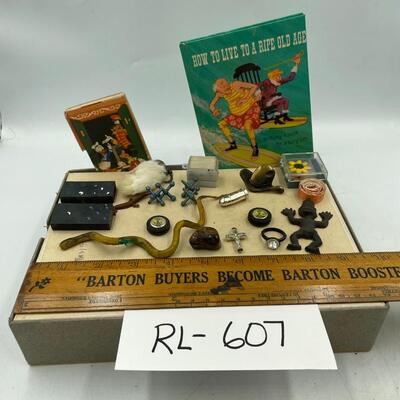 HOW TO LIVE TO A RIPE OLD AGE
"BARTON BUYERS BECOME BARTON BOOSTE
RL-607